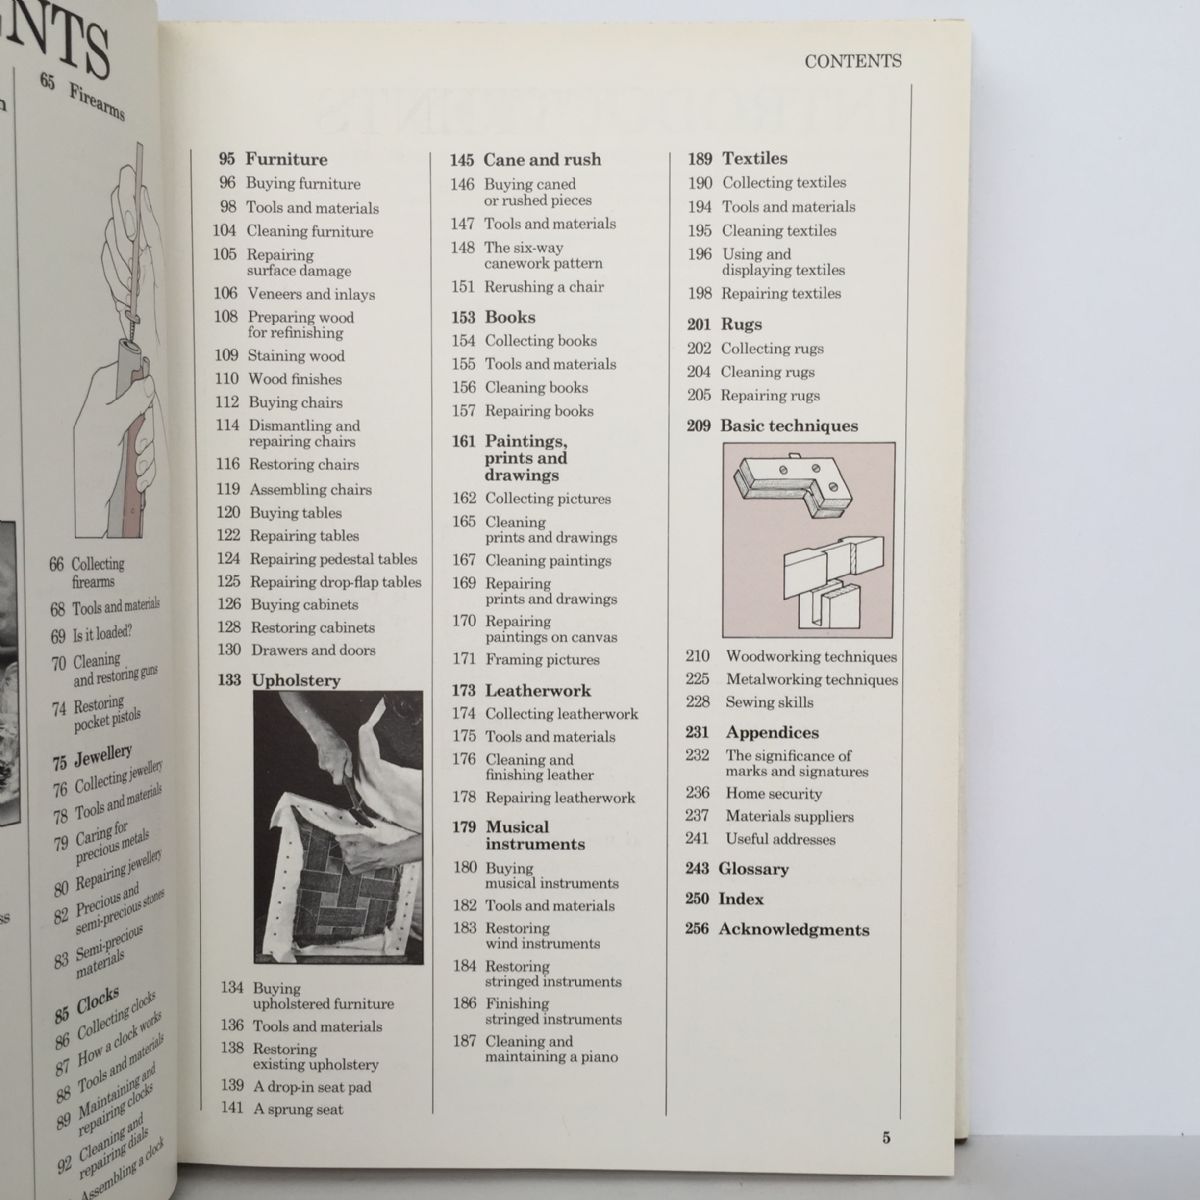 ENTS
65 Firearms
66 Collecting
firearms
68 Tools and materials
69 Is it loaded?
70 Cleaning
and restoring guns
74 Restoring
pocket pistols
75 Jewellery
76 Collecting jewellery
78 Tools and materials
79 Caring for
precious metals
80 Repairing jewellery
82 Precious and
semi-precious stones
83 Semi-precious
materials
85 Clocks
86 Collecting clocks
87 How a clock works
88 Tools and materials
89 Maintaining and
repairing clocks
92 Cleaning and
repairing dials
Assembling a clock
CONTENTS
95 Furniture
96 Buying furniture
98 Tools and materials
104 Cleaning furniture
105 Repairing
surface damage
106 Veneers and inlays
108 Preparing wood
for refinishing
109 Staining wood
110 Wood finishes
112 Buying chairs
114 Dismantling and
repairing chairs
116 Restoring chairs
119 Assembling chairs
120 Buying tables
122 Repairing tables
124 Repairing pedestal tables
125 Repairing drop-flap tables
126 Buying cabinets
128 Restoring cabinets
130 Drawers and doors
133 Upholstery
134 Buying
upholstered furniture
136 Tools and materials
138 Restoring
existing upholstery
139 A drop-in seat pad
141 A sprung seat
145 Cane and rush
146 Buying caned
or rushed pieces
147 Tools and materials
148 The six-way
canework pattern
151 Rerushing a chair
153 Books
154 Collecting books
155 Tools and materials
156 Cleaning books
157 Repairing books
161 Paintings,
prints and
drawings
162 Collecting pictures
165 Cleaning
prints and drawings
167 Cleaning paintings
169 Repairing
prints and drawings
170 Repairing
paintings on canvas
171 Framing pictures
173 Leatherwork
174 Collecting leatherwork
175 Tools and materials
176 Cleaning and
finishing leather
178 Repairing leatherwork
179 Musical
instruments
180 Buying
musical instruments
182 Tools and materials
183 Restoring
wind instruments
184 Restoring
stringed instruments
186 Finishing
stringed instruments
187 Cleaning and
maintaining a piano
189 Textiles
190 Collecting textiles
194 Tools and materials
195 Cleaning textiles
196 Using and
displaying textiles
198 Repairing textiles
201 Rugs
202 Collecting rugs
204 Cleaning rugs
205 Repairing rugs
209 Basic techniques
210 Woodworking techniques
225 Metalworking techniques
228 Sewing skills
231 Appendices
232 The significance of
marks and signatures
236 Home security
237 Materials suppliers
241 Useful addresses
243 Glossary
250 Index
256 Acknowledgments
5